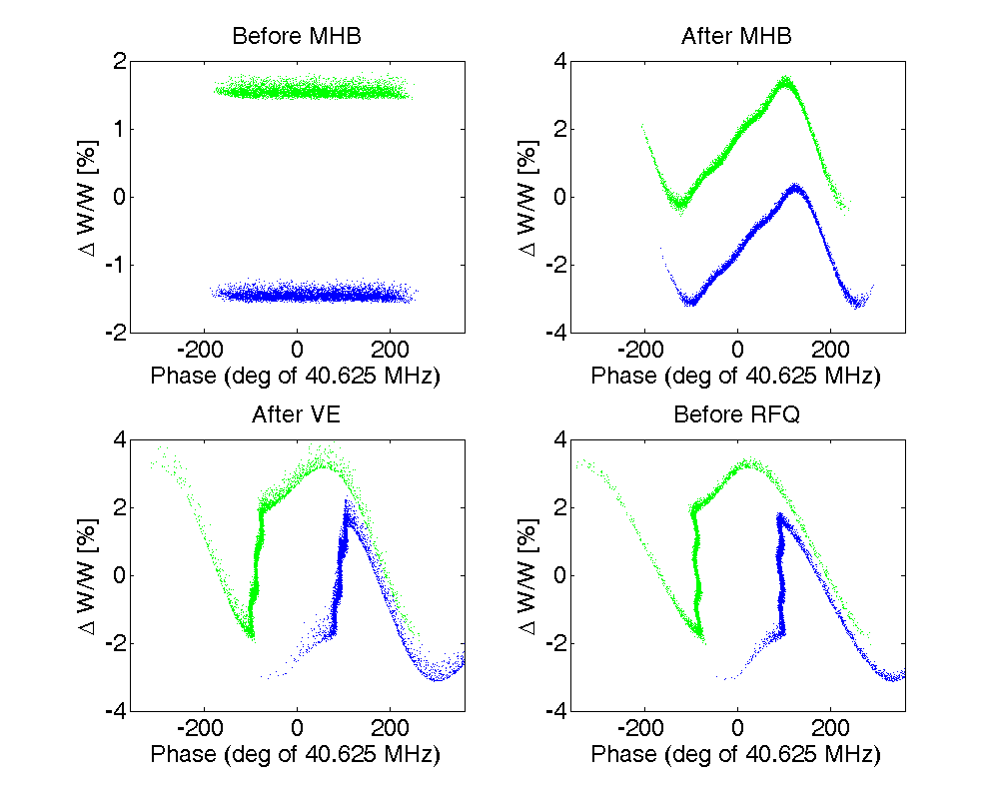 Before MHB
2
1
0
-1
-2
Δ W/W [%]
-200 0 200
Phase (deg of 40.625 MHz)
After MHB
4
2
0
-2
-4
Δ W/W [%]
-200 0 200
Phase (deg of 40.625 MHz)
After VE
4
2
0
-2
-4
Δ W/W [%]
-200 0 200
Phase (deg of 40.625 MHz)
Before RFQ
4
2
0
-2
-4
Δ W/W [%]
-200 0 200
Phase (deg of 40.625 MHz)